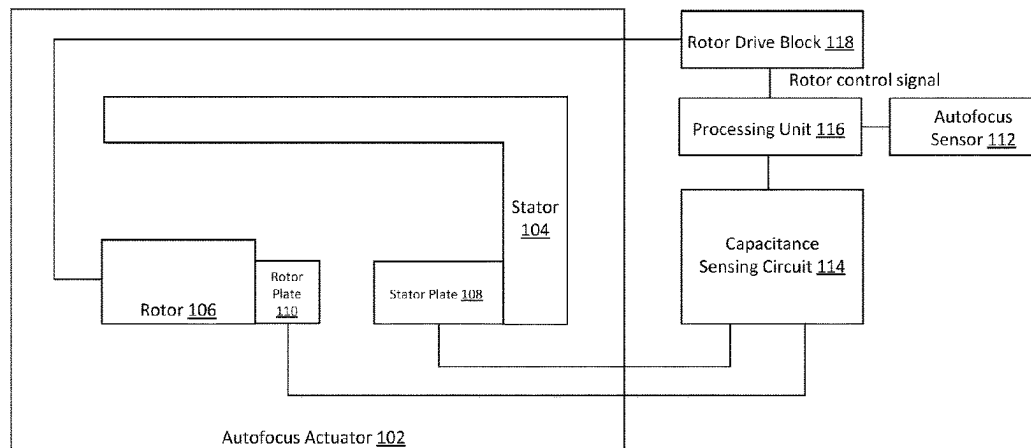 Rotor Drive Block 118
Rotor control signal
Processing Unit 116
Autofocus
Sensor 112
Stator
104
Capacitance
Sensing Circuit 114
Rotor
Plate
110
Stator Plate 108
Rotor 106
Autofocus Actuator 102